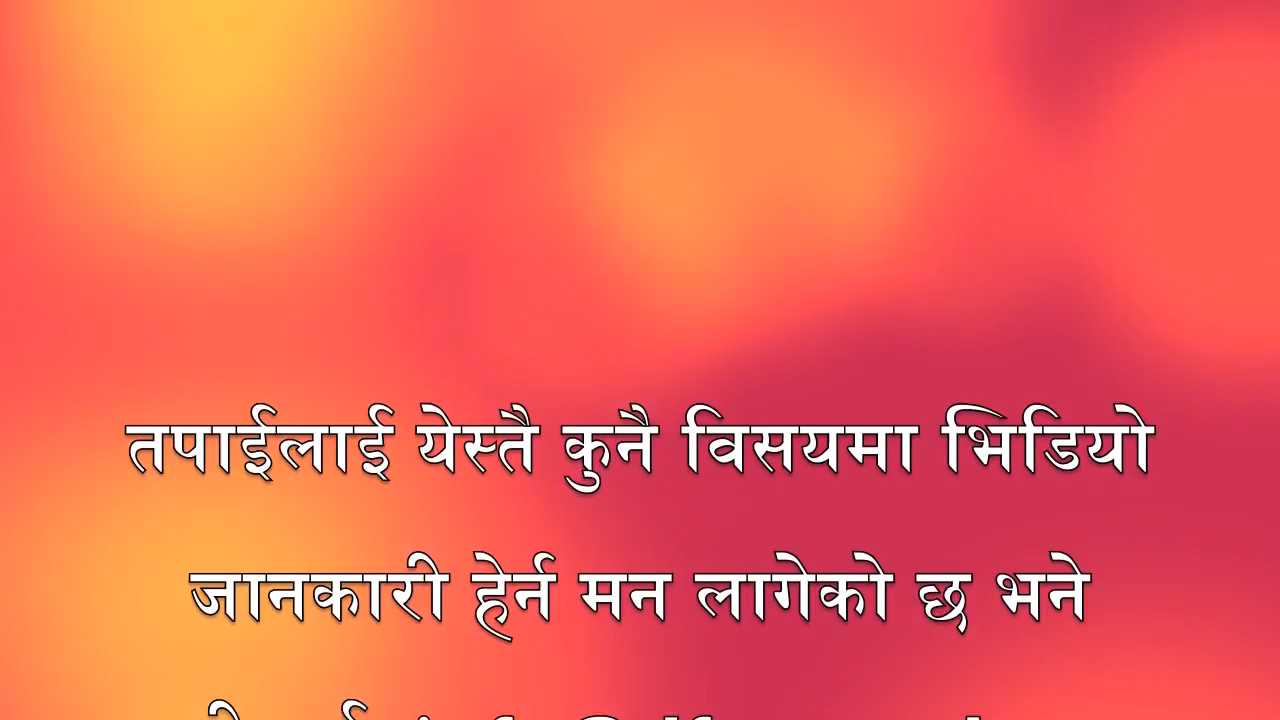 तपाईलाई येस्तै कुनै विसयमा भिडियो
जानकारी हेर्न मन लागेको छ भने